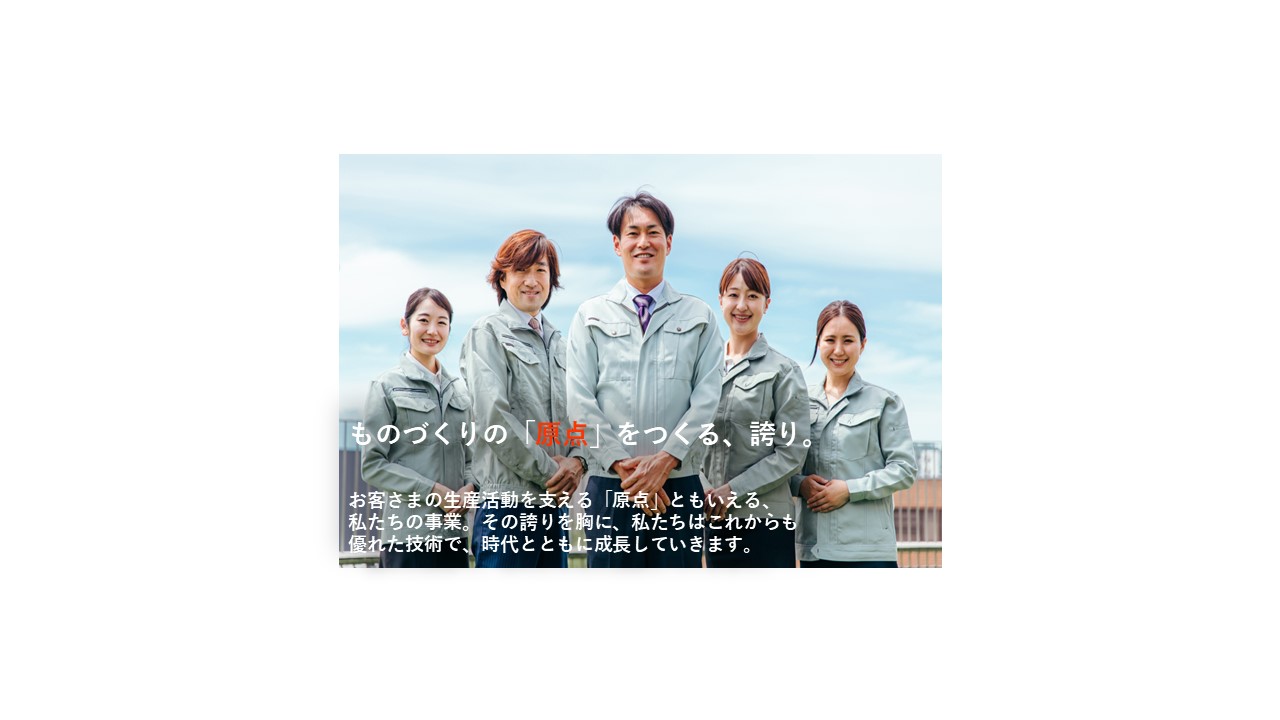 ものづくりの「原点」をつくる、誇り。
お客さまの生産活動を支える「原点」ともいえる、
私たちの事業。その誇りを胸に、私たちはこれからも
優れた技術で、時代とともに成長していきます。